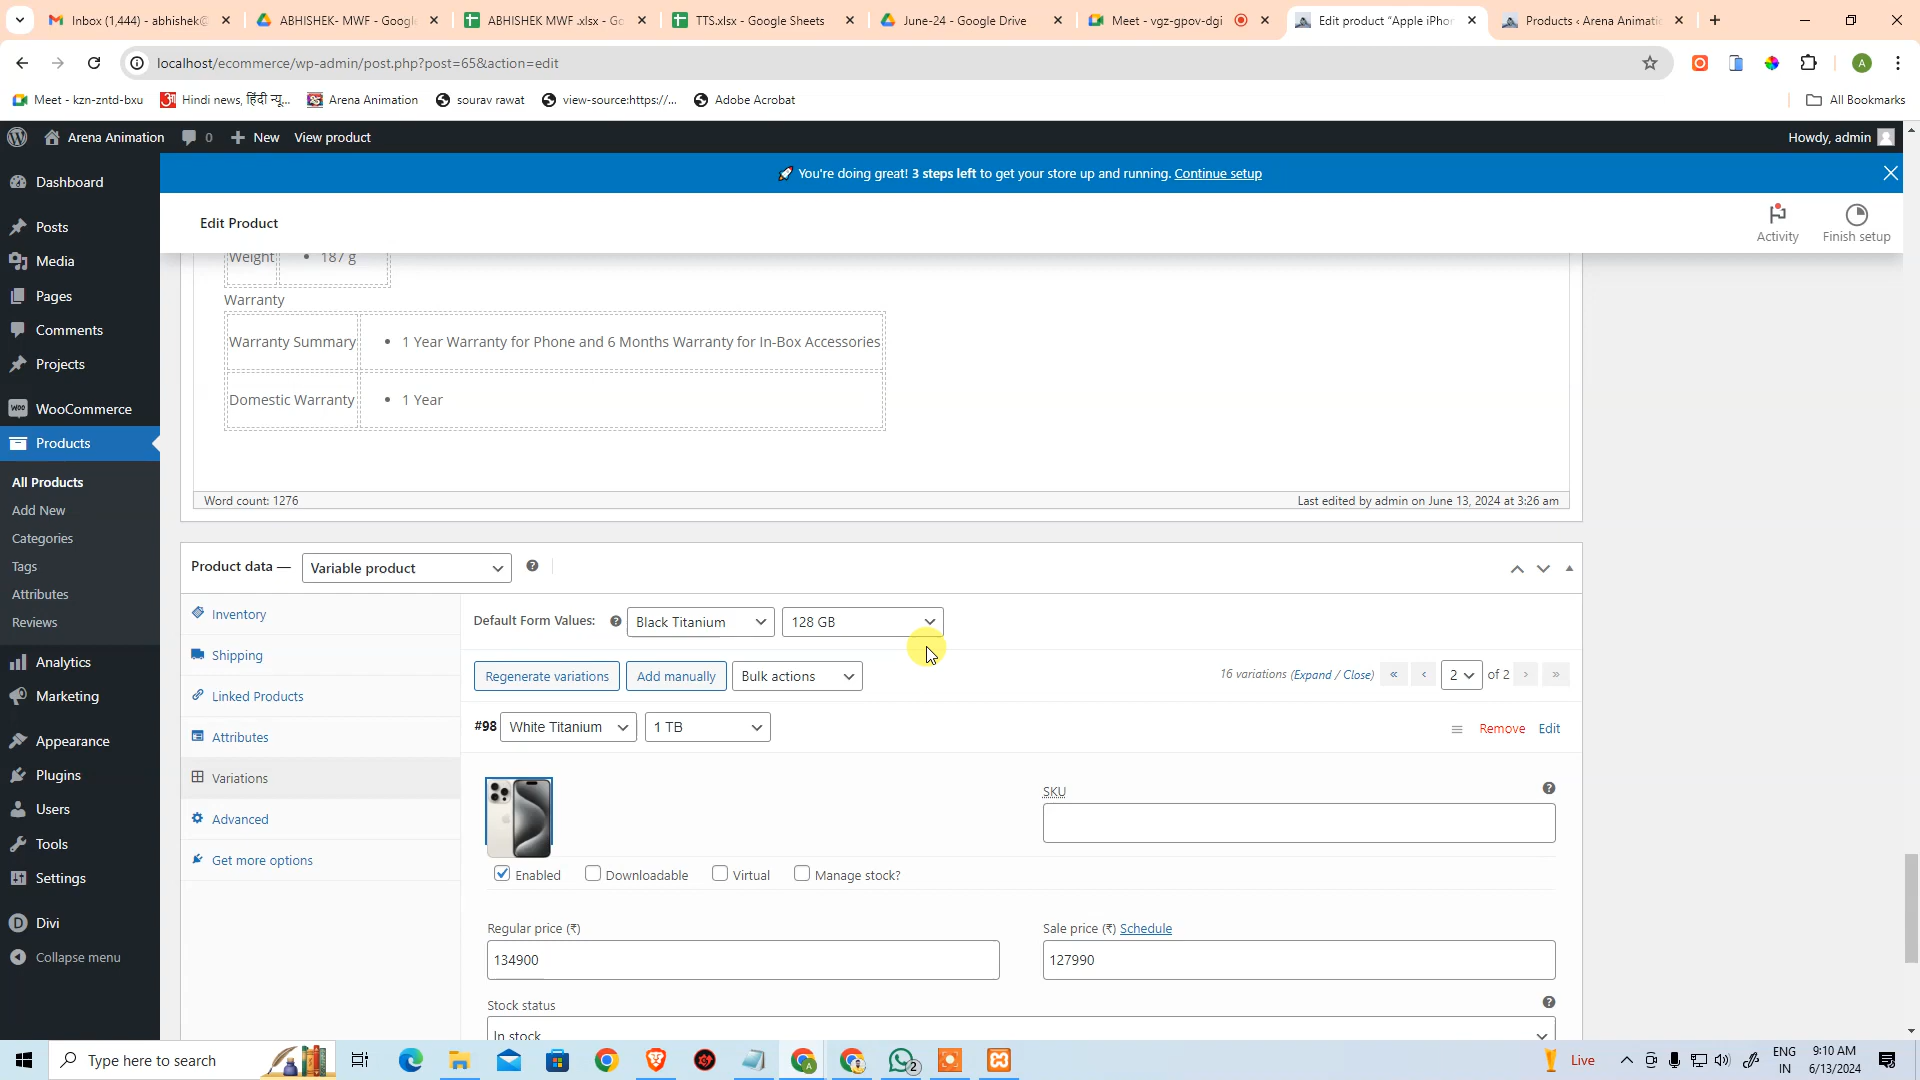 Inbox (1,444) - abhishek@
ABHISHEK- MWF - Google
ABHISHEK MWF .xlsx - Go
TTS.xlsx - Google Sheets
June-24 - Google Drive
Meet - vgz-gpov-dgi
Edit product "Apple iPhon
Products ‹ Arena Animatio
localhost/ecommerce/wp-admin/post.php?post=65&action=edit
Meet - kzn-zntd-bxu
Hindi news, हिंदी न्यू...
Arena Animation
sourav rawat
view-source:https://...
Adobe Acrobat
All Bookmarks
Arena Animation
0
New
View product
Howdy, admin
You're doing great! 3 steps left to get your store up and running. Continue setup
Edit Product
Activity
Finish setup
Dashboard
Posts
Media
Pages
Comments
Projects
WooCommerce
Products
All Products
Add New
Categories
Tags
Attributes
Reviews
Analytics
Marketing
Appearance
Plugins
Users
Tools
Settings
Divi
Collapse menu
Weight • 187 g
Warranty
Warranty Summary • 1 Year Warranty for Phone and 6 Months Warranty for In-Box Accessories
Domestic Warranty • 1 Year
Word count: 1276
Last edited by admin on June 13, 2024 at 3:26 am
Product data — Variable product
Inventory
Shipping
Linked Products
Attributes
Variations
Advanced
Get more options
Default Form Values: Black Titanium 128 GB
Regenerate variations Add manually Bulk actions
16 variations (Expand / Close) « ‹ 2 of 2 › »
#98 White Titanium 1 TB
Remove Edit
SKU
Enabled Downloadable Virtual Manage stock?
Regular price (₹)
134900
Sale price (₹) Schedule
127990
Stock status
In stock
Type here to search
2
Live
ENG
IN
9:10 AM
6/13/2024